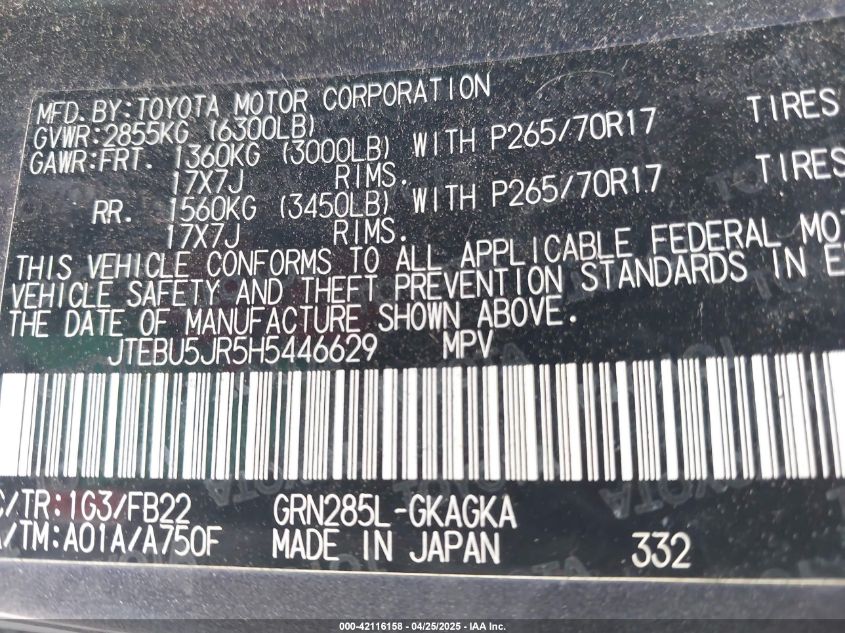 MFD.BY:TOYOTA MOTOR CORPORATION
GVWR:2855KG (6300LB)
GAWR:FRT. 1360KG (3000LB) WITH P265/70R17 TIRES
17X7J RIMS.
RR. 1560KG (3450LB) WITH P265/70R17 TIRES
17X7J RIMS.
THIS VEHICLE CONFORMS TO ALL APPLICABLE FEDERAL MOT
VEHICLE SAFETY AND THEFT PREVENTION STANDARDS IN E
THE DATE OF MANUFACTURE SHOWN ABOVE.
JTEBU5JR5H5446629 MPV
C/TR:1G3/FB22 GRN285L-GKAGKA
A/TM:A01A/A750F MADE IN JAPAN 332
000-42116158 - 04/25/2025 - IAA Inc.